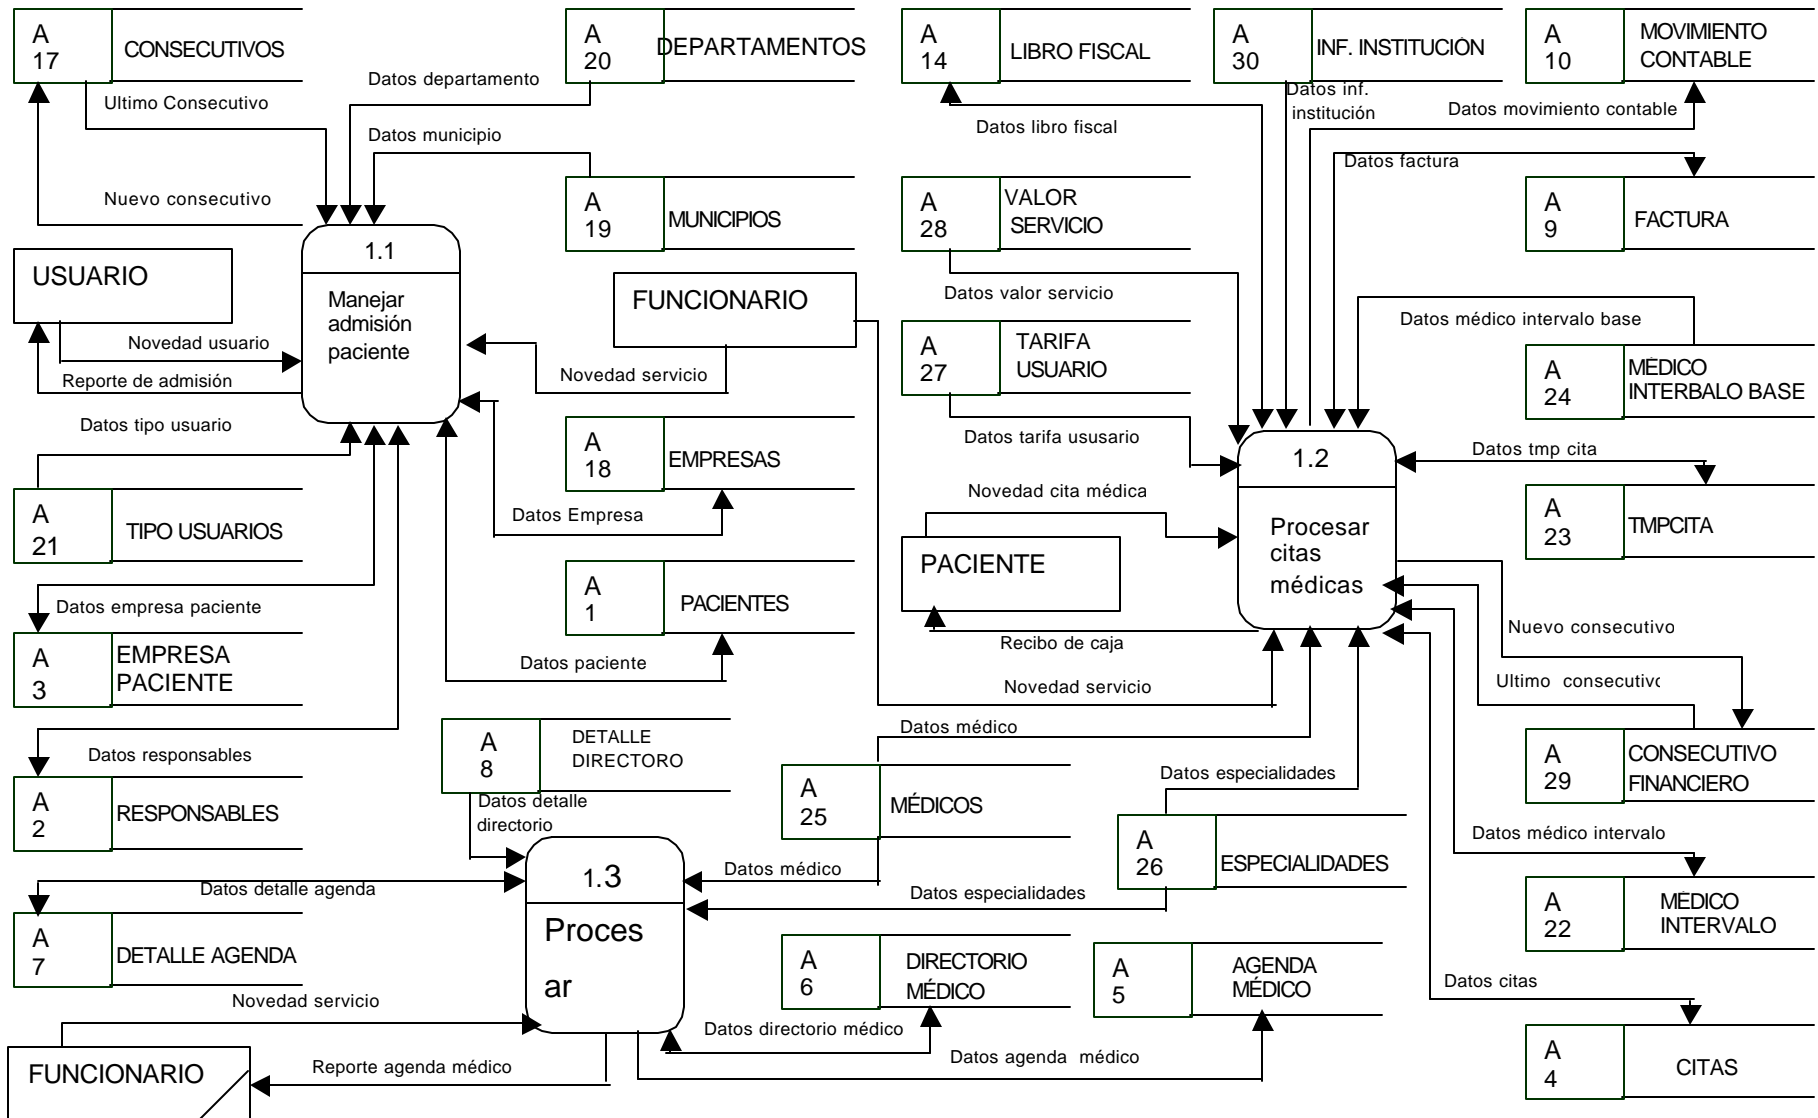 A
17
CONSECUTIVOS
A
20
DEPARTAMENTOS
A
14
LIBRO FISCAL
A
30
INF. INSTITUCIÓN
A
10
MOVIMIENTO
CONTABLE
Datos departamento
Ultimo Consecutivo
Datos inf.
institución
Datos movimiento contable
Datos municipio
Datos libro fiscal
Datos factura
Nuevo consecutivo
A
19
MUNICIPIOS
A
28
VALOR
SERVICIO
A
9
FACTURA
1.1
Manejar
admisión
paciente
USUARIO
FUNCIONARIO
Datos valor servicio
Novedad usuario
Reporte de admisión
Novedad servicio
A
27
TARIFA
USUARIO
Datos médico intervalo base
A
24
MÉDICO
INTERBALO BASE
Datos tipo usuario
A
18
EMPRESAS
Datos tarifa ususario
1.2
Procesar
citas
médicas
Datos tmp cita
Novedad cita médica
A
21
TIPO USUARIOS
Datos Empresa
A
23
TMPCITA
PACIENTE
A
1
PACIENTES
Datos empresa paciente
Recibo de caja
Nuevo consecutivo
A
3
EMPRESA
PACIENTE
Datos paciente
Novedad servicio
Ultimo consecutivo
Datos médico
A
8
DETALLE
DIRECTORO
Datos responsables
A
29
CONSECUTIVO
FINANCIERO
Datos especialidades
A
2
RESPONSABLES
Datos detalle
directorio
A
25
MÉDICOS
Datos médico intervalo
A
26
ESPECIALIDADES
1.3
Proces
ar
Datos médico
Datos detalle agenda
Datos especialidades
A
7
DETALLE AGENDA
A
22
MÉDICO
INTERVALO
A
6
DIRECTORIO
MÉDICO
A
5
AGENDA
MÉDICO
Datos citas
Novedad servicio
Datos directorio médico
Datos agenda médico
FUNCIONARIO
Reporte agenda médico
A
4
CITAS